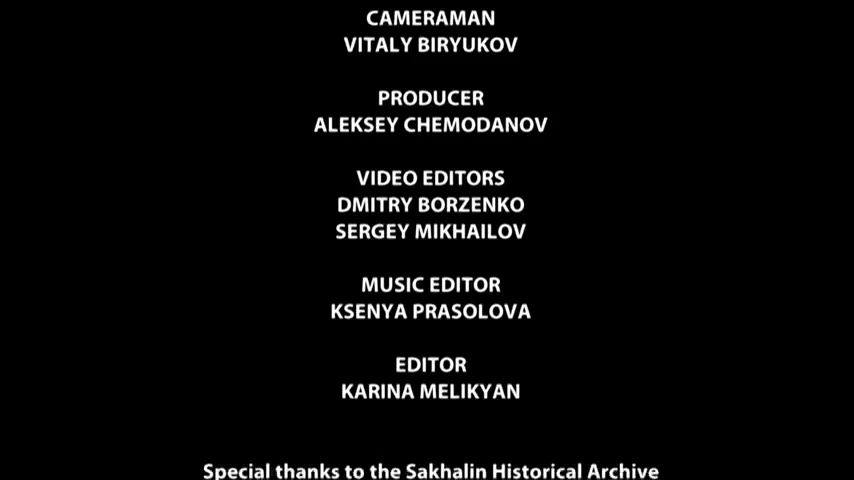 CAMERAMAN
VITALY BIRYUKOV
PRODUCER
ALEKSEY CHEMODANOV
VIDEO EDITORS
DMITRY BORZENKO
SERGEY MIKHAILOV
MUSIC EDITOR
KSENYA PRASOLOVA
EDITOR
KARINA MELIKYAN
Special thanks to the Sakhalin Historical Archive